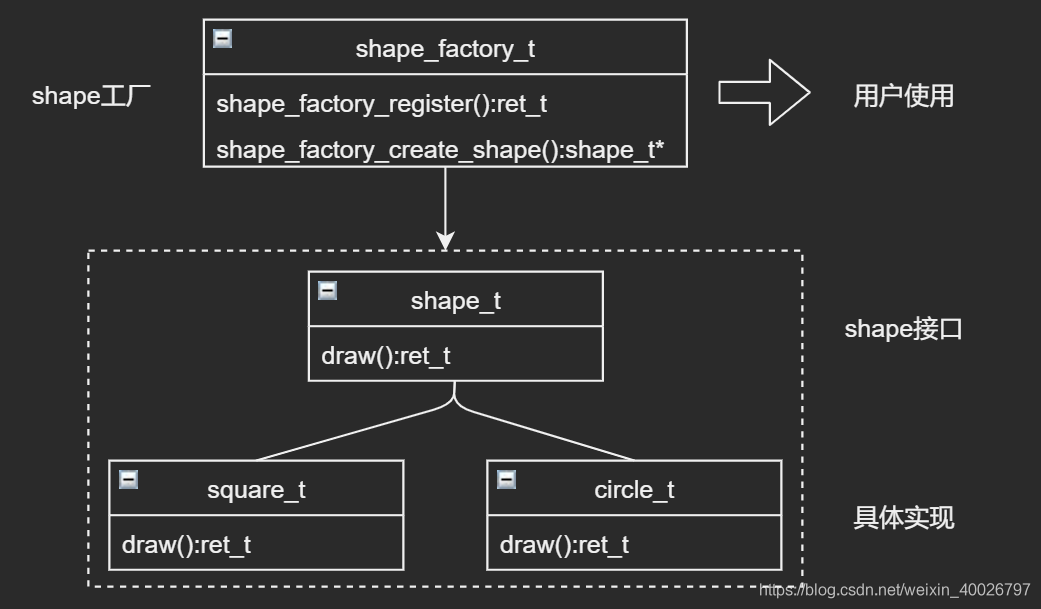 shape_factory_t
shape工厂
shape_factory_register():ret_t
用户使用
shape_factory_create_shape():shape_t*
shape_t
shape接口
draw():ret_t
square_t
circle_t
具体实现
draw():ret_t
draw():ret_t
https://blog.csdn.net/weixin_40026797